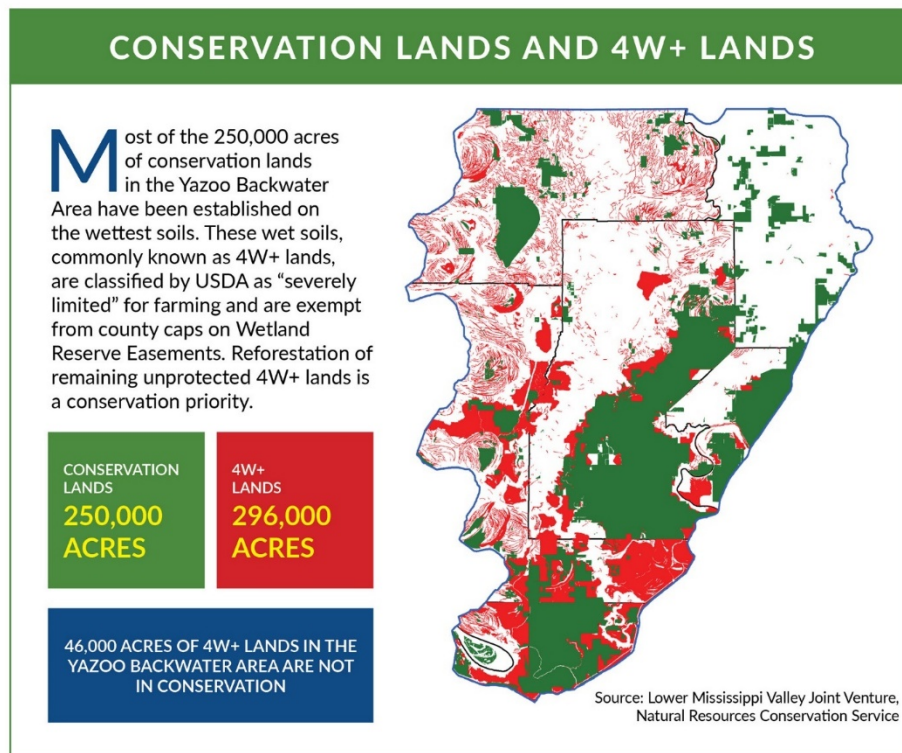 CONSERVATION LANDS AND 4W+ LANDS
Most of the 250,000 acres
of conservation lands
in the Yazoo Backwater
Area have been established on
the wettest soils. These wet soils,
commonly known as 4W+ lands,
are classified by USDA as “severely
limited” for farming and are exempt
from county caps on Wetland
Reserve Easements. Reforestation of
remaining unprotected 4W+ lands is
a conservation priority.
CONSERVATION
LANDS
250,000
ACRES
4W+
LANDS
296,000
ACRES
46,000 ACRES OF 4W+ LANDS IN THE
YAZOO BACKWATER AREA ARE NOT
IN CONSERVATION
Source: Lower Mississippi Valley Joint Venture,
Natural Resources Conservation Service